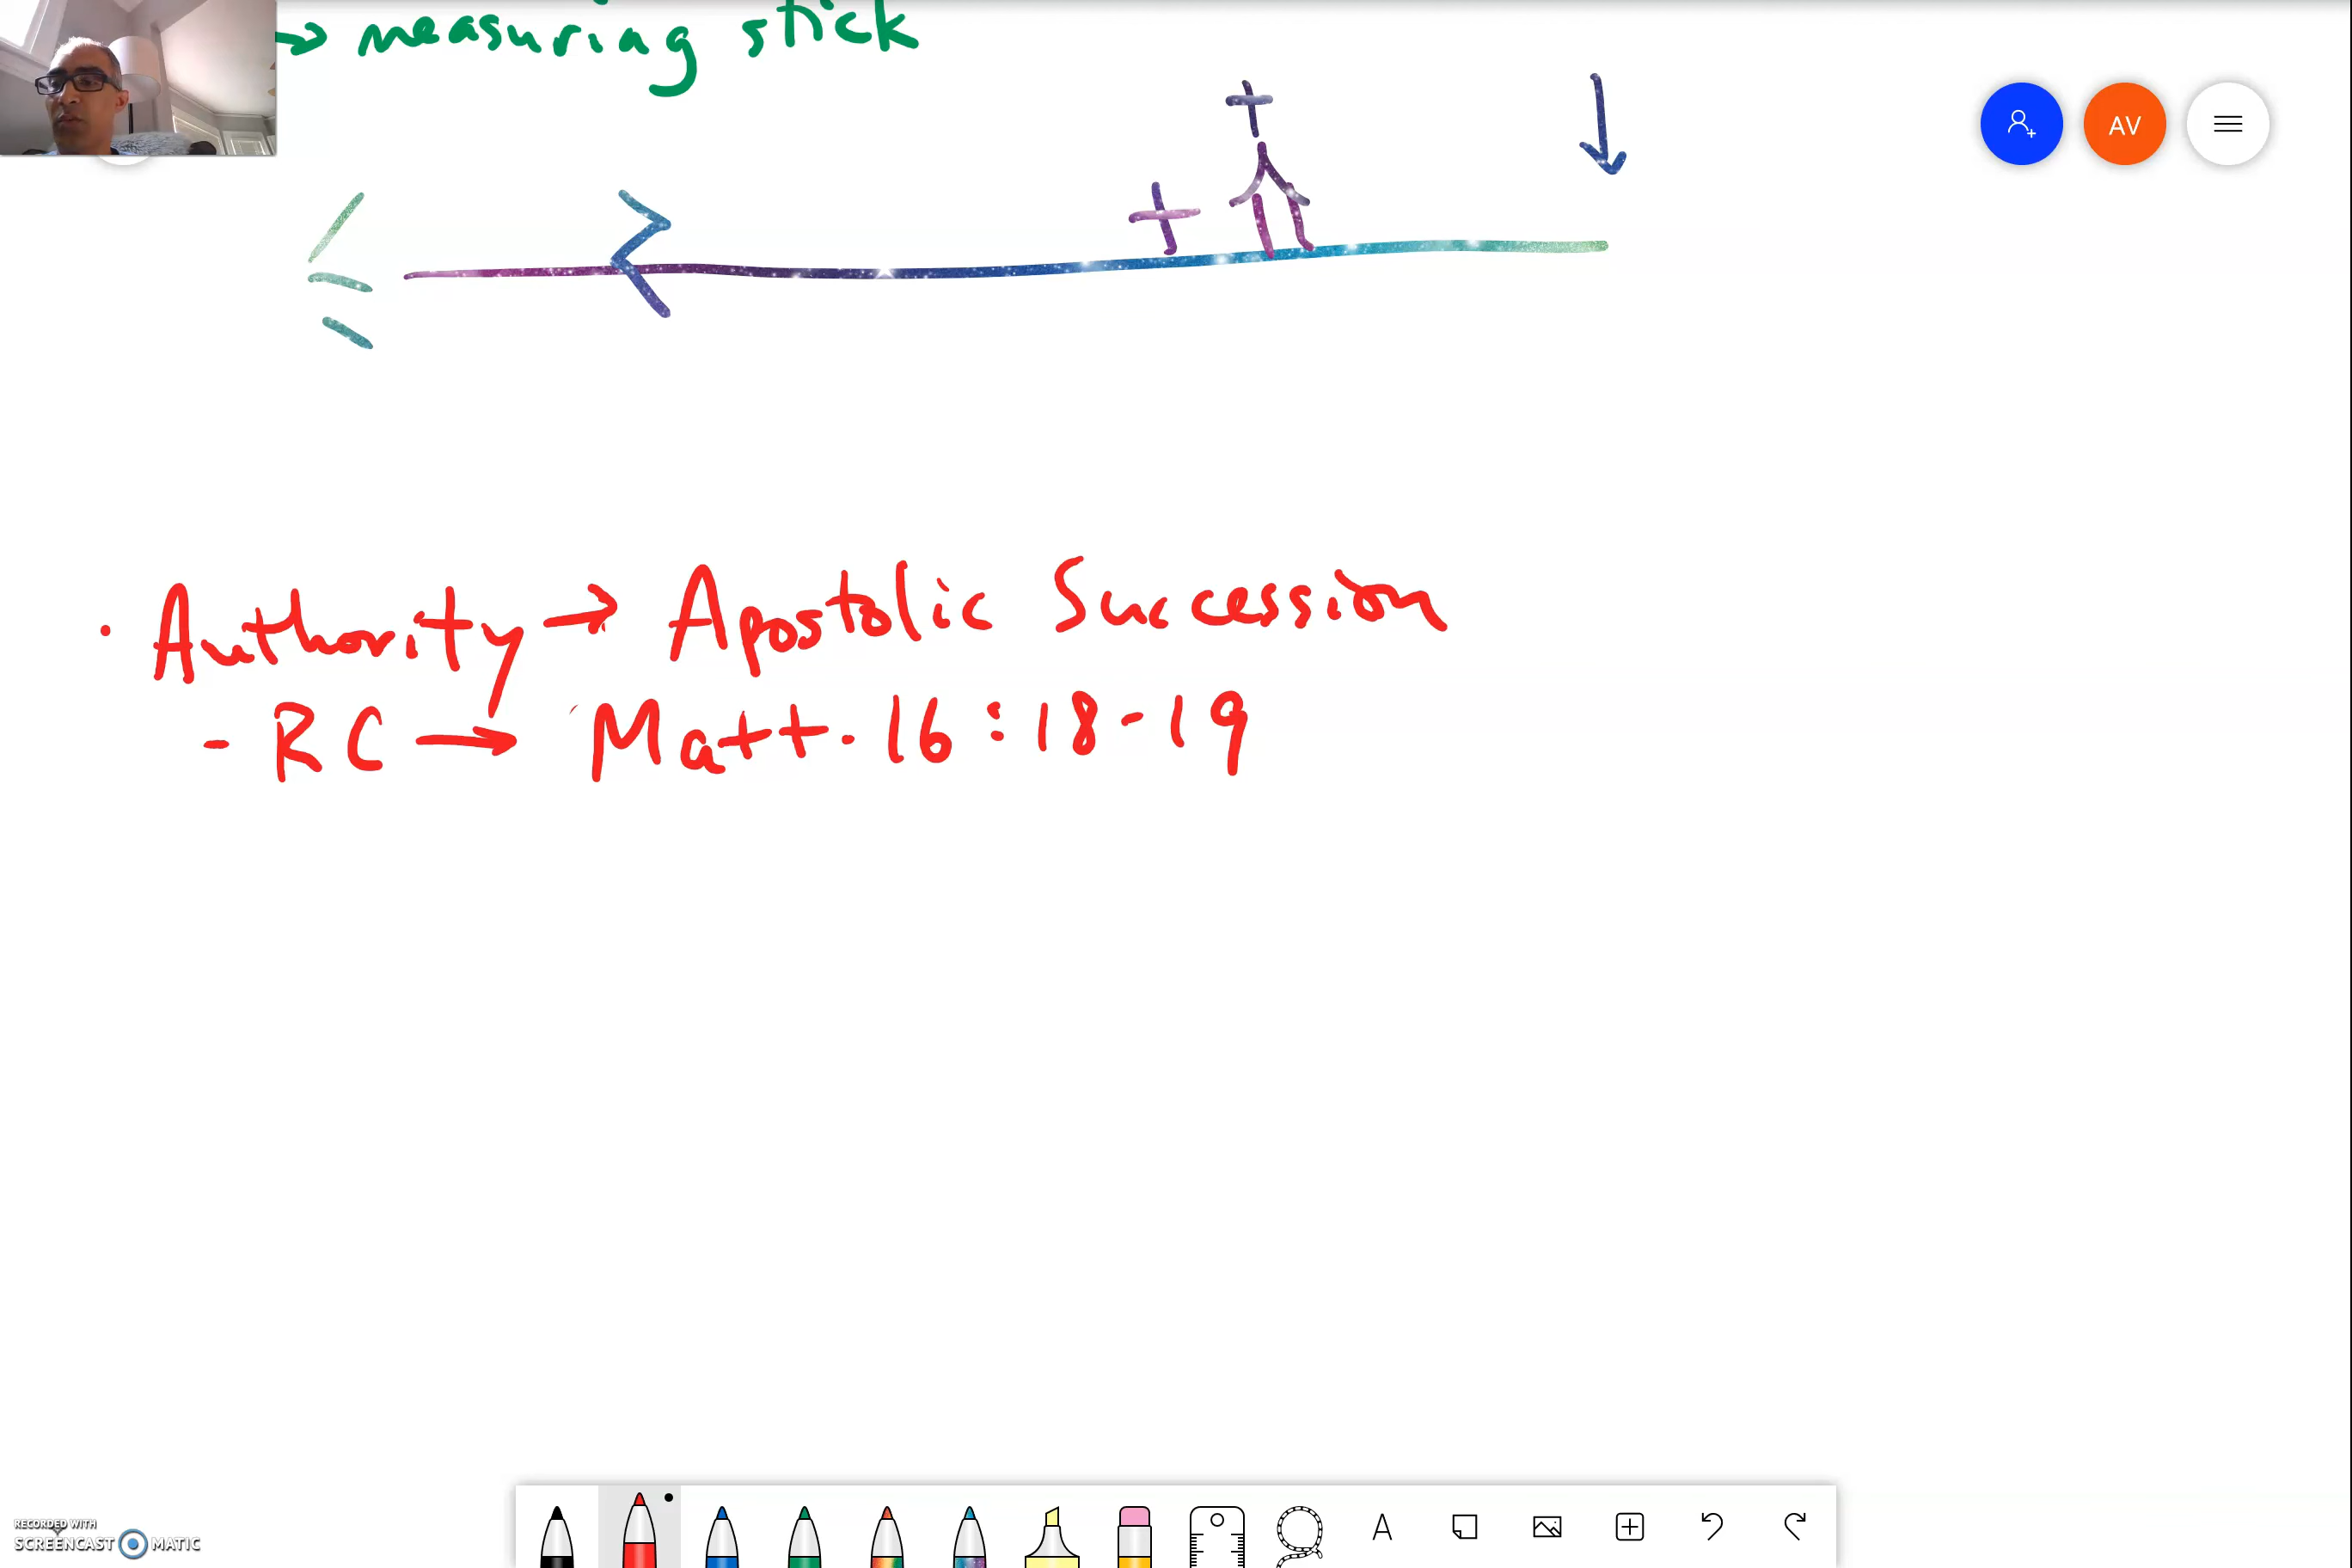 → measuring stick
AV
· Authority → Apostolic Succession
- RC → Matt. 16:18-19
A
RECORDED WITH
SCREENCAST MATIC